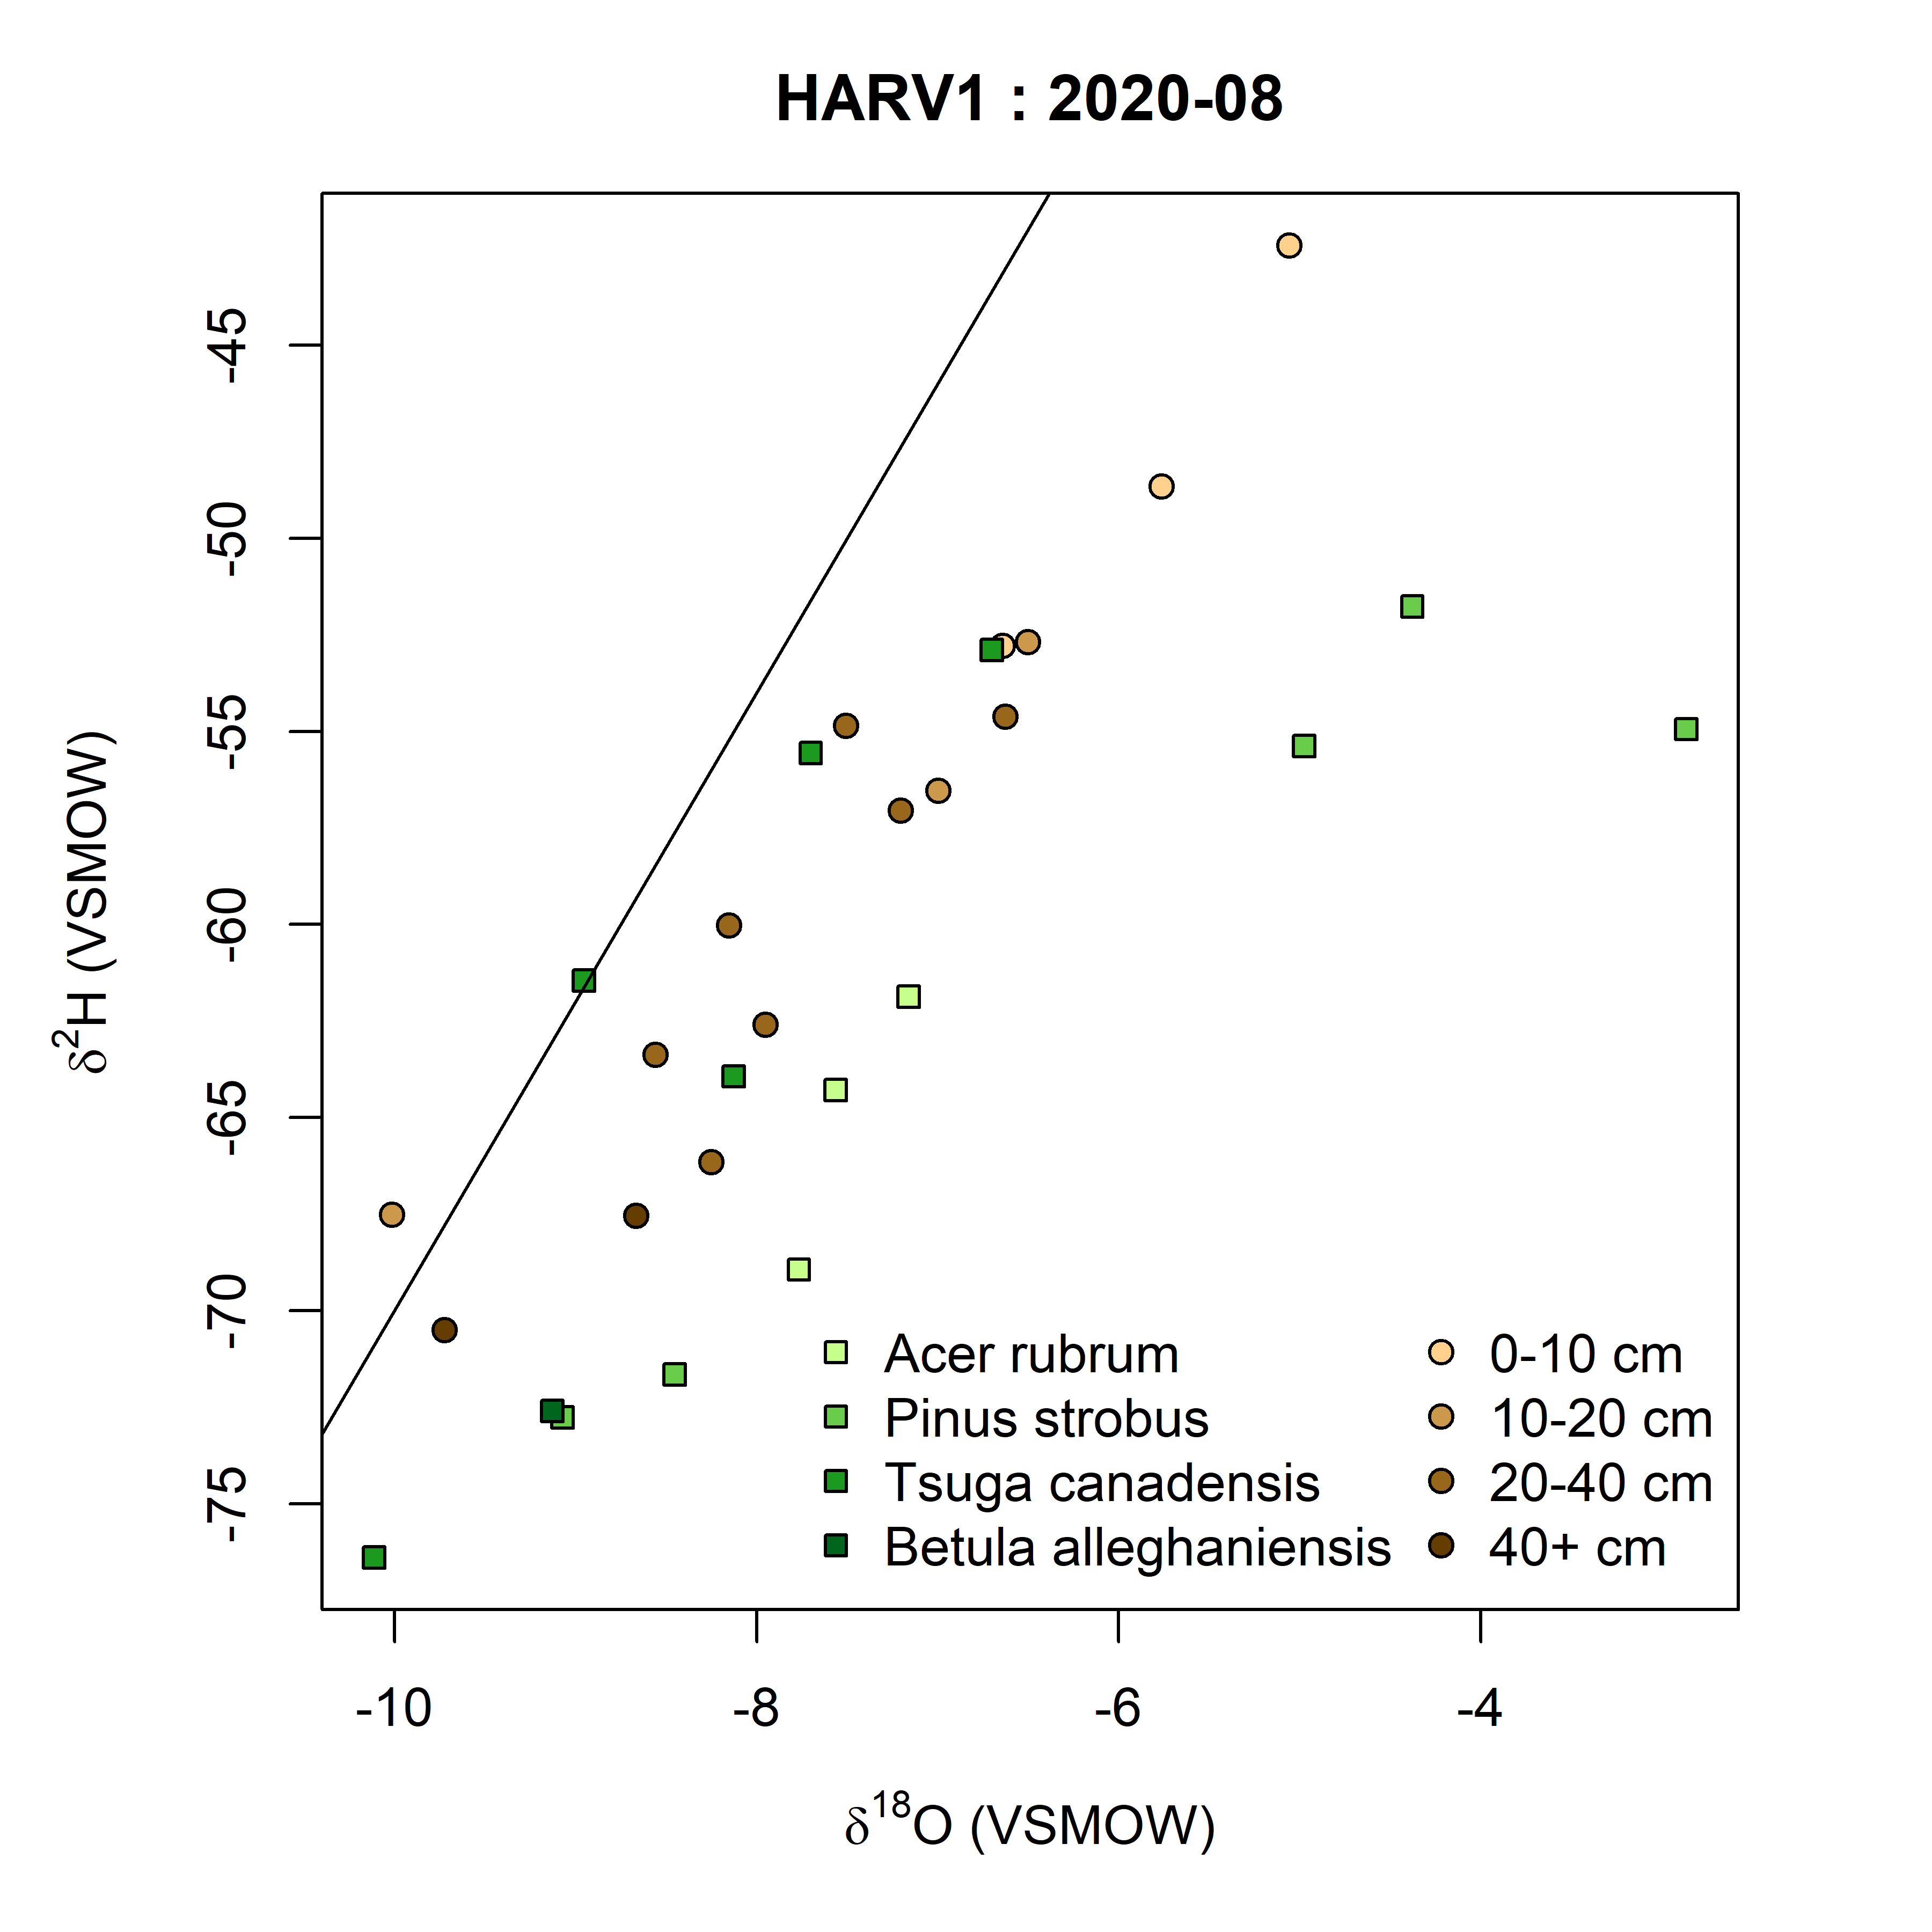 HARV1 : 2020-08
-45
-50
-55
-60
-65
-70
-75
δ²H (VSMOW)
Acer rubrum
Pinus strobus
Tsuga canadensis
Betula alleghaniensis
0-10 cm
10-20 cm
20-40 cm
40+ cm
-10 -8 -6 -4
δ¹⁸O (VSMOW)